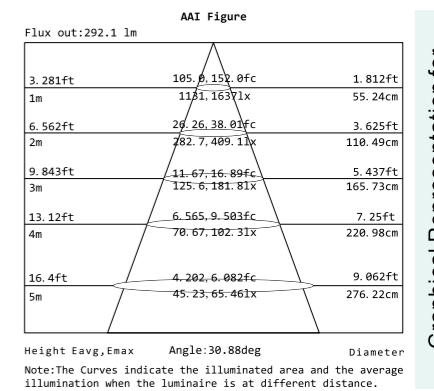 AAI Figure
Flux out:292.1 lm
3.281ft 105.0,152.0fc 1.812ft
1m 1131,1637lx 55.24cm
6.562ft 26.26,38.01fc 3.625ft
2m 282.7,409.1lx 110.49cm
9.843ft 11.67,16.89fc 5.437ft
3m 125.6,181.8lx 165.73cm
13.12ft 6.565,9.503fc 7.25ft
4m 70.67,102.3lx 220.98cm
16.4ft 4.202,6.082fc 9.062ft
5m 45.23,65.46lx 276.22cm
Height Eavg,Emax Angle:30.88deg Diameter
Note:The Curves indicate the illuminated area and the average
illumination when the luminaire is at different distance.